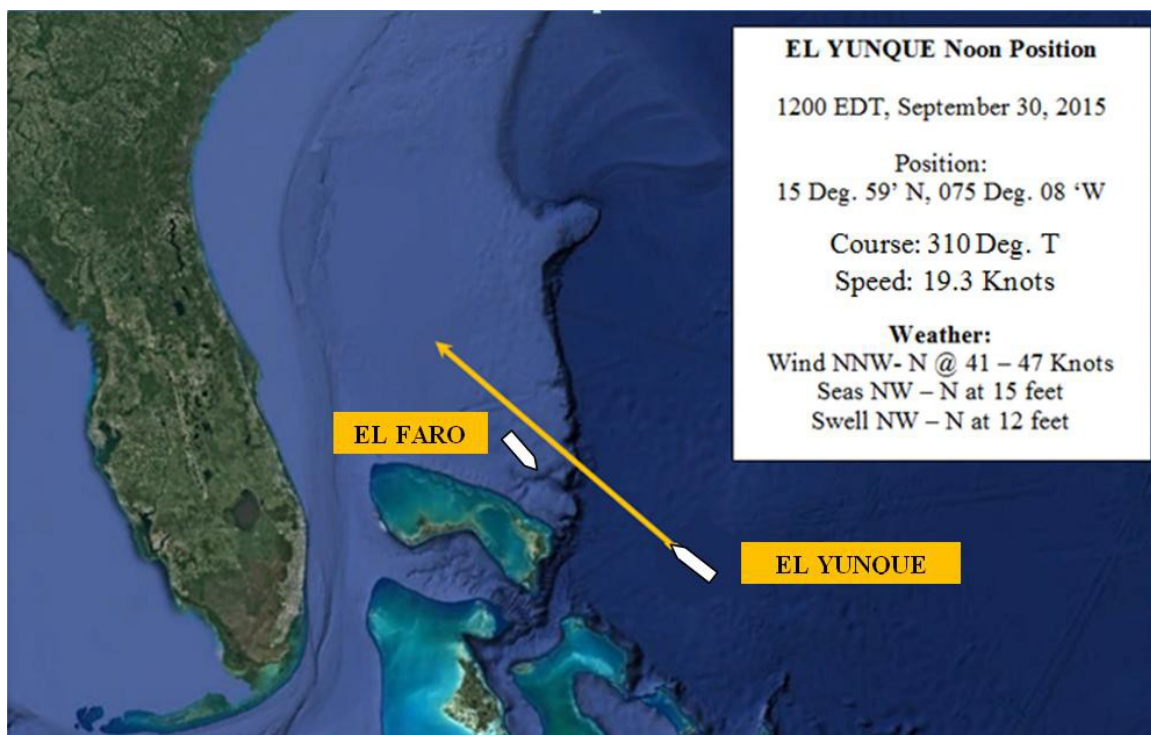 EL YUNQUE Noon Position
1200 EDT, September 30, 2015
Position:
15 Deg. 59’ N, 075 Deg. 08 ‘W
Course: 310 Deg. T
Speed: 19.3 Knots
Weather:
Wind NNW- N @ 41 – 47 Knots
Seas NW – N at 15 feet
Swell NW – N at 12 feet
EL FARO
EL YUNQUE